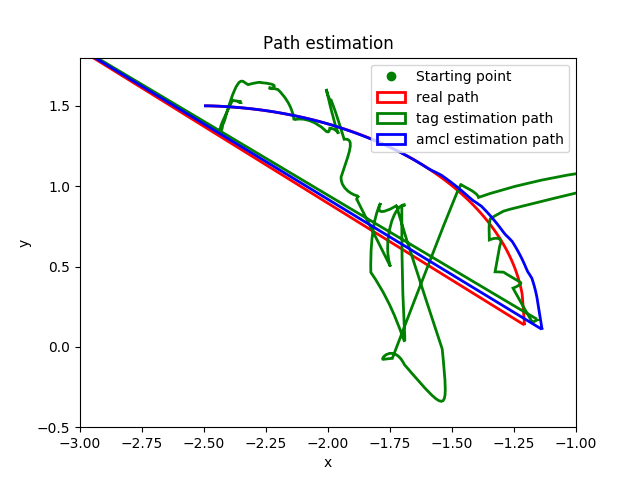 Path estimation
Starting point
real path
tag estimation path
amcl estimation path
y
1.5
1.0
0.5
0.0
−0.5
−3.00 −2.75 −2.50 −2.25 −2.00 −1.75 −1.50 −1.25 −1.00
x